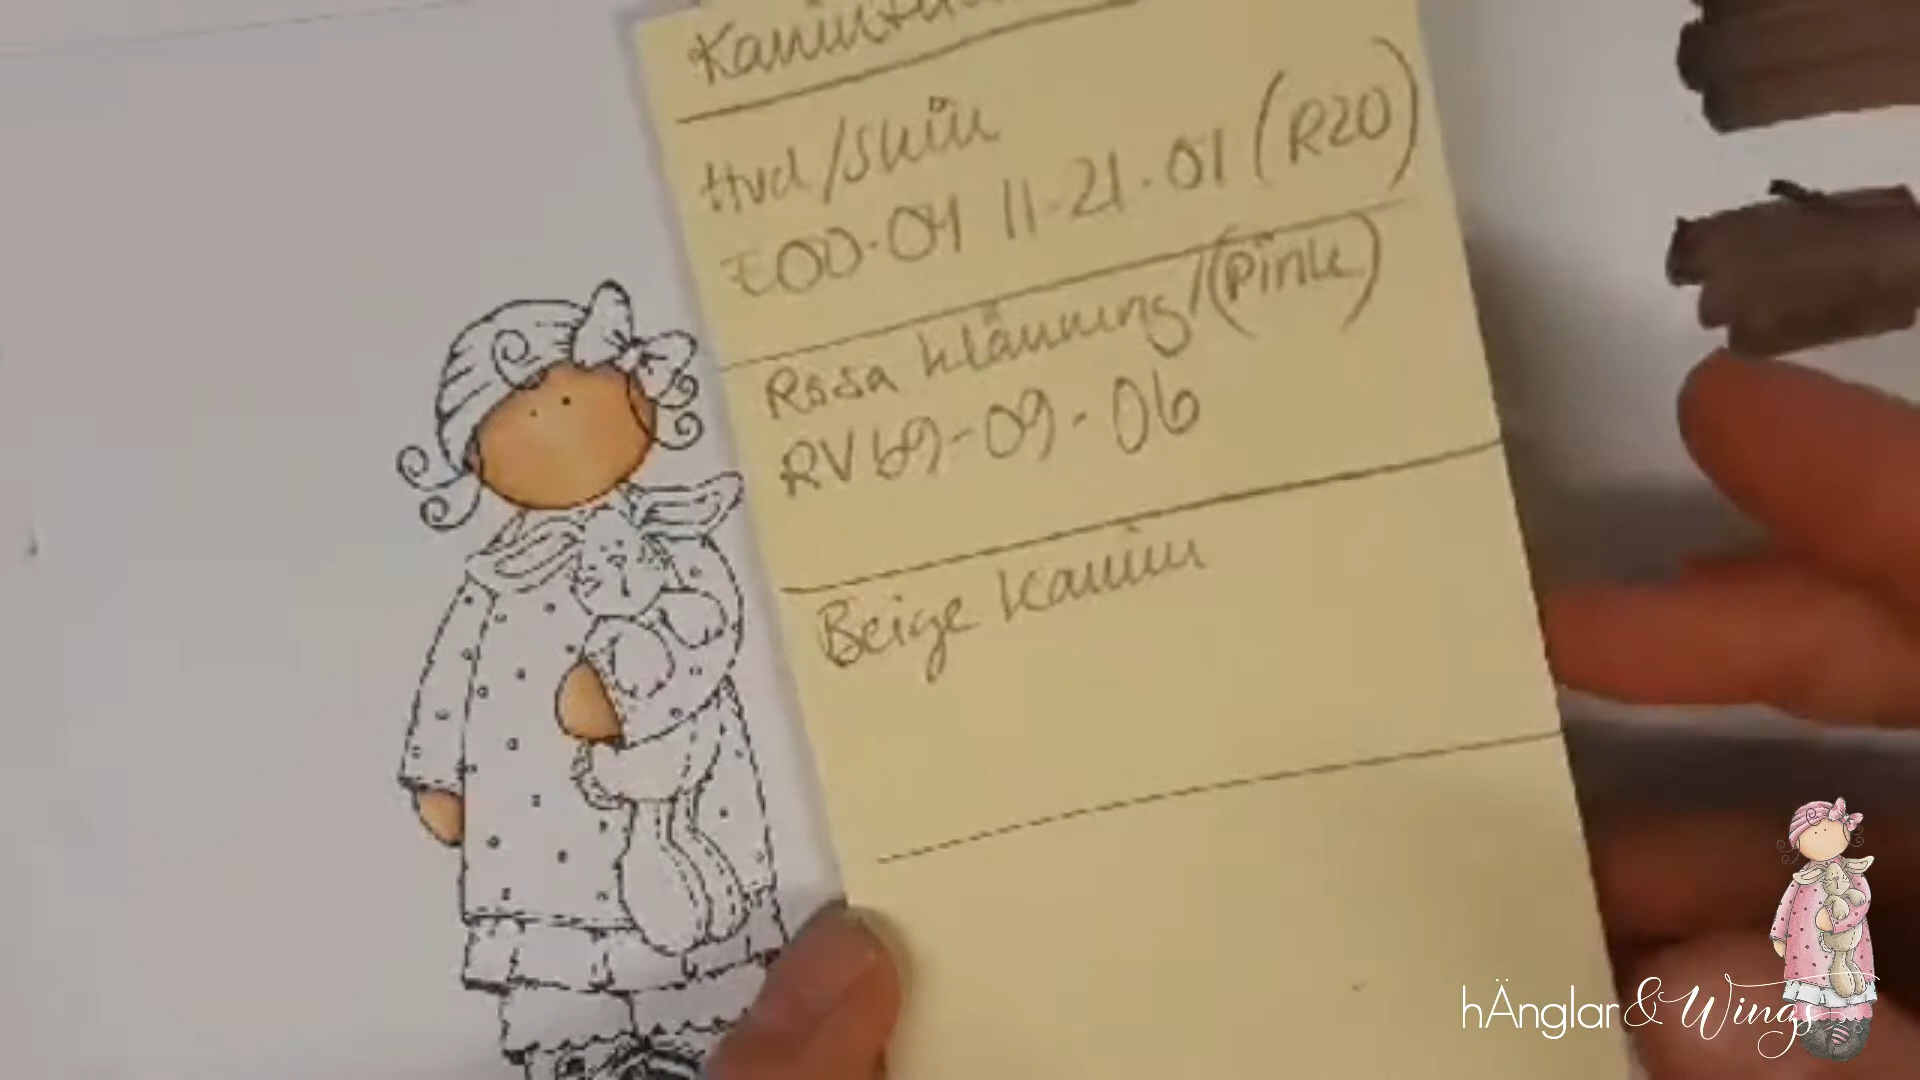 Hud/Skin
E00-04 11-21-01 (R20)
Rosa klänning/(Pink)
RV69-09-06
Beige Kanin
hÄnglar & Wings